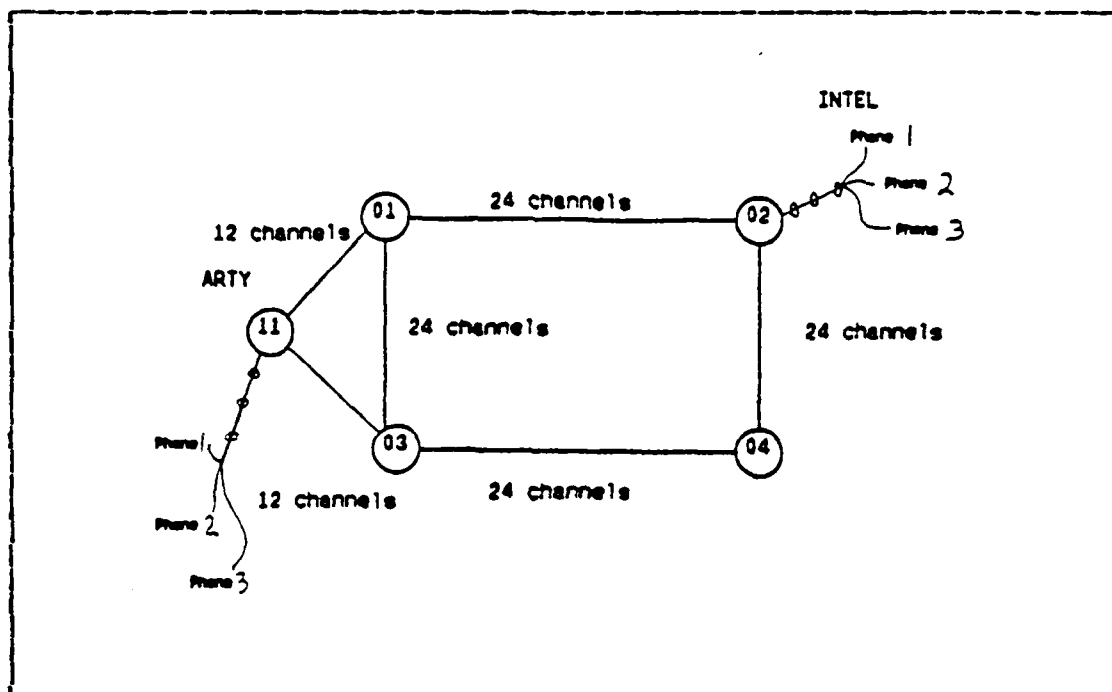 INTEL
Phone 1
Phone 2
Phone 3
01
24 channels
02
12 channels
ARTY
11
24 channels
24 channels
Phone 1
03
04
12 channels
24 channels
Phone 2
Phone 3